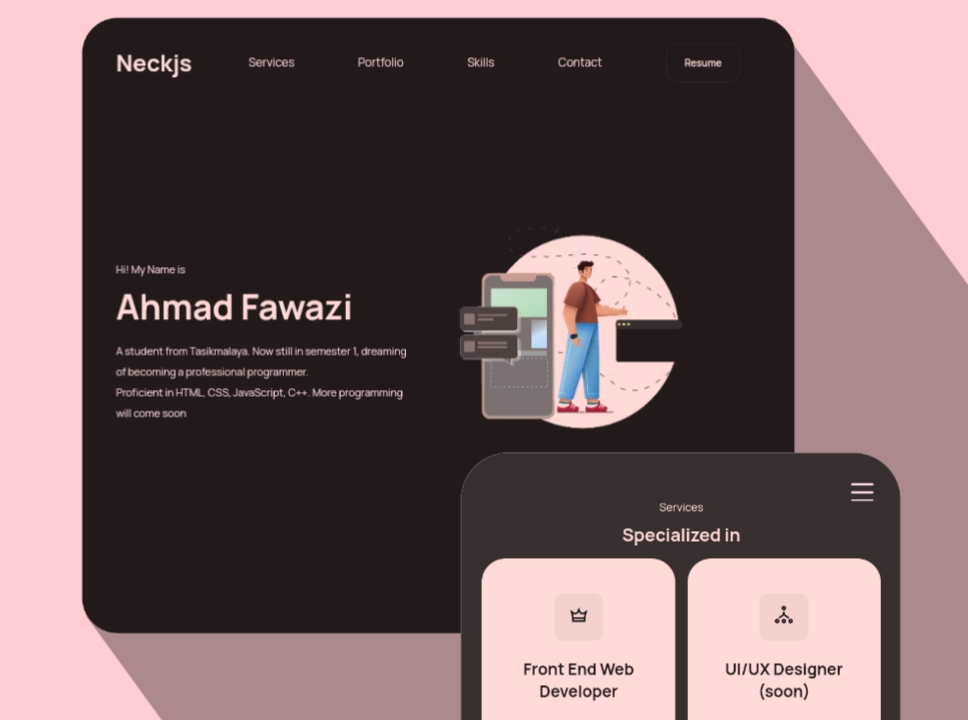 Neckjs
Services
Portfolio
Skills
Contact
Resume
Hi! My Name is
Ahmad Fawazi
A student from Tasikmalaya. Now still in semester 1, dreaming
of becoming a professional programmer.
Proficient in HTML, CSS, JavaScript, C++. More programming
will come soon
Services
Specialized in
Front End Web
Developer
UI/UX Designer
(soon)